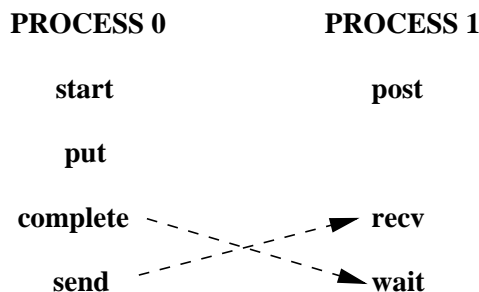 PROCESS 0 PROCESS 1
start post
put
complete recv
send wait